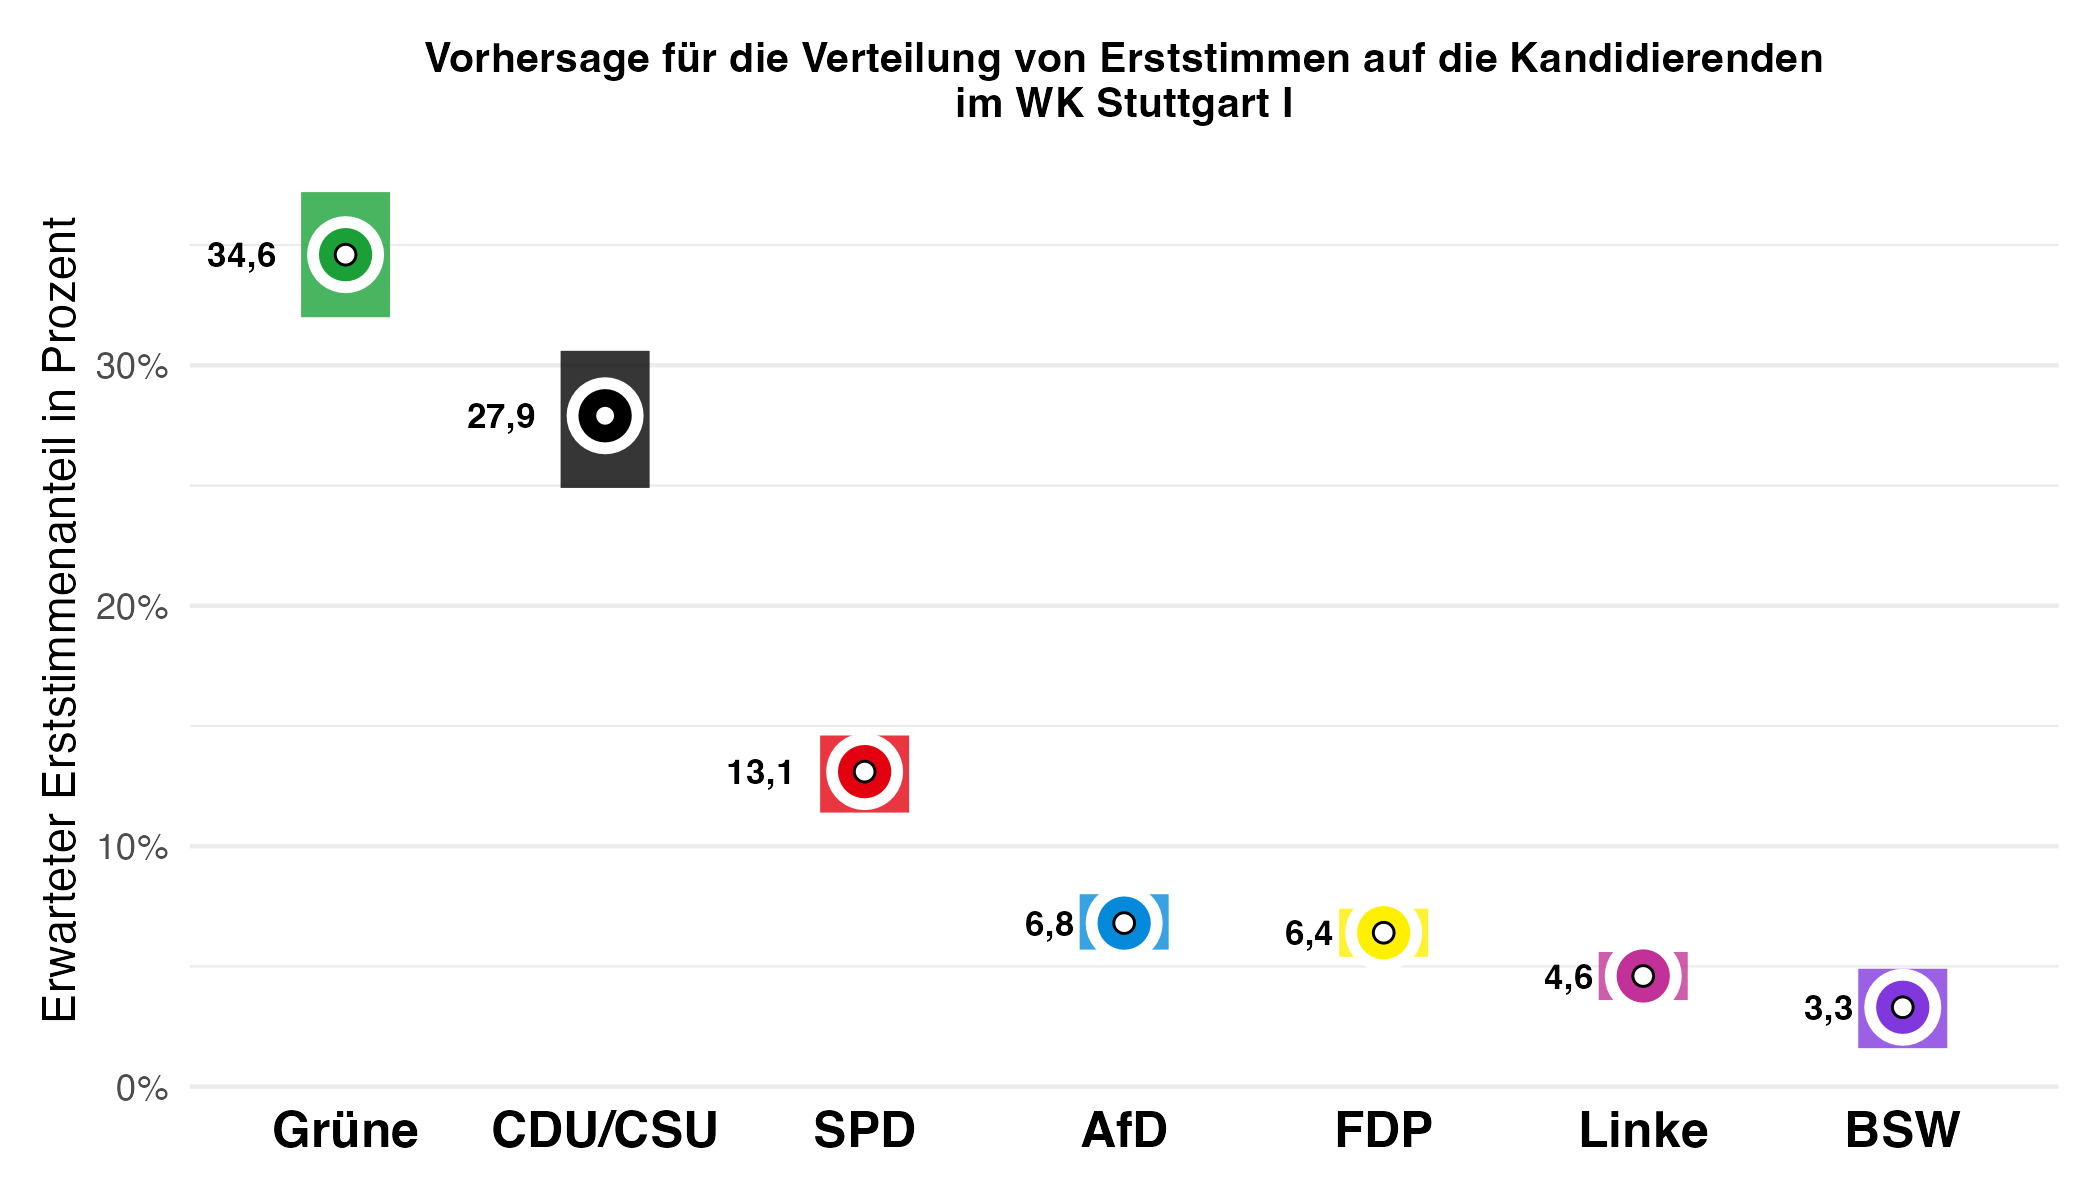 Vorhersage für die Verteilung von Erststimmen auf die Kandidierenden
im WK Stuttgart I
Erwarteter Erststimmenanteil in Prozent
30%
20%
10%
0%
34,6
27,9
13,1
6,8
6,4
4,6
3,3
Grüne
CDU/CSU
SPD
AfD
FDP
Linke
BSW